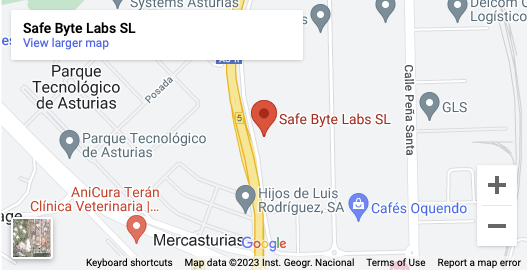 Systems Asturias
Delcom
Logístico
Safe Byte Labs SL
View larger map
Parque
Tecnológico
de Asturias
Posada
Calle Peña Santa
GLS
5
Safe Byte Labs SL
Parque Tecnológico
de Asturias
AniCura Terán
Clínica Veterinaria |...
Hijos de Luis
Rodríguez, SA
Cafés Oquendo
Mercasturias
Google
Keyboard shortcuts
Map data ©2023 Inst. Geogr. Nacional
Terms of Use
Report a map error